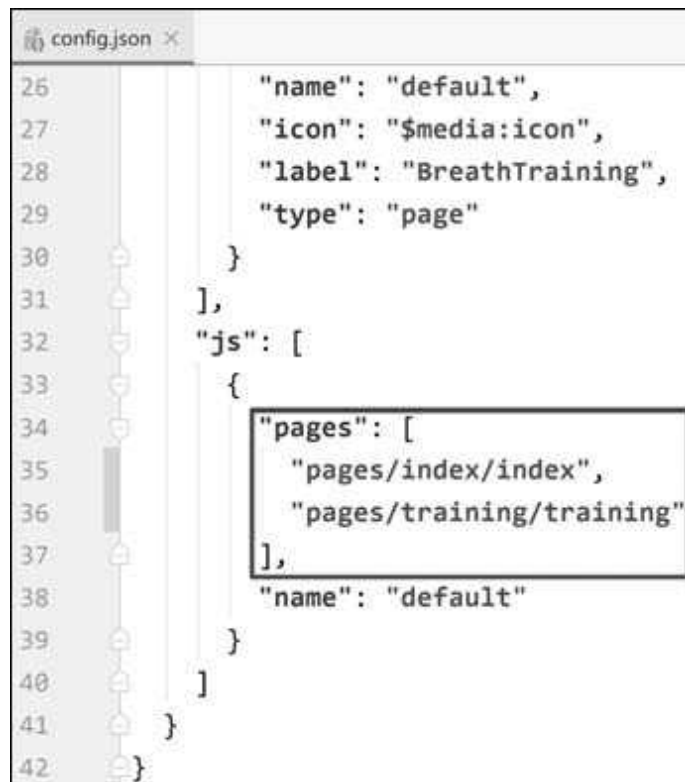 config.json ×
26 "name": "default",
27 "icon": "$media:icon",
28 "label": "BreathTraining",
29 "type": "page"
30 }
31 ],
32 "js": [
33 {
34 "pages": [
35 "pages/index/index",
36 "pages/training/training"
37 ],
38 "name": "default"
39 }
40 ]
41 }
42 }